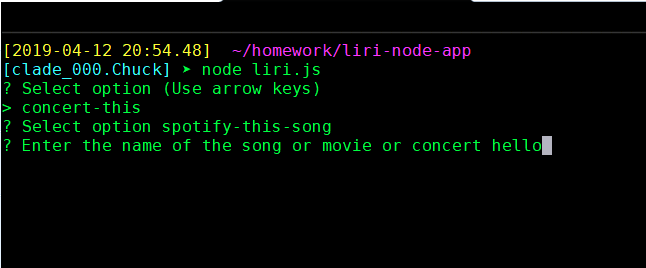 [2019-04-12 20:54.48] ~/homework/liri-node-app
[clade_000.Chuck] ➤ node liri.js
? Select option (Use arrow keys)
> concert-this
? Select option spotify-this-song
? Enter the name of the song or movie or concert hello